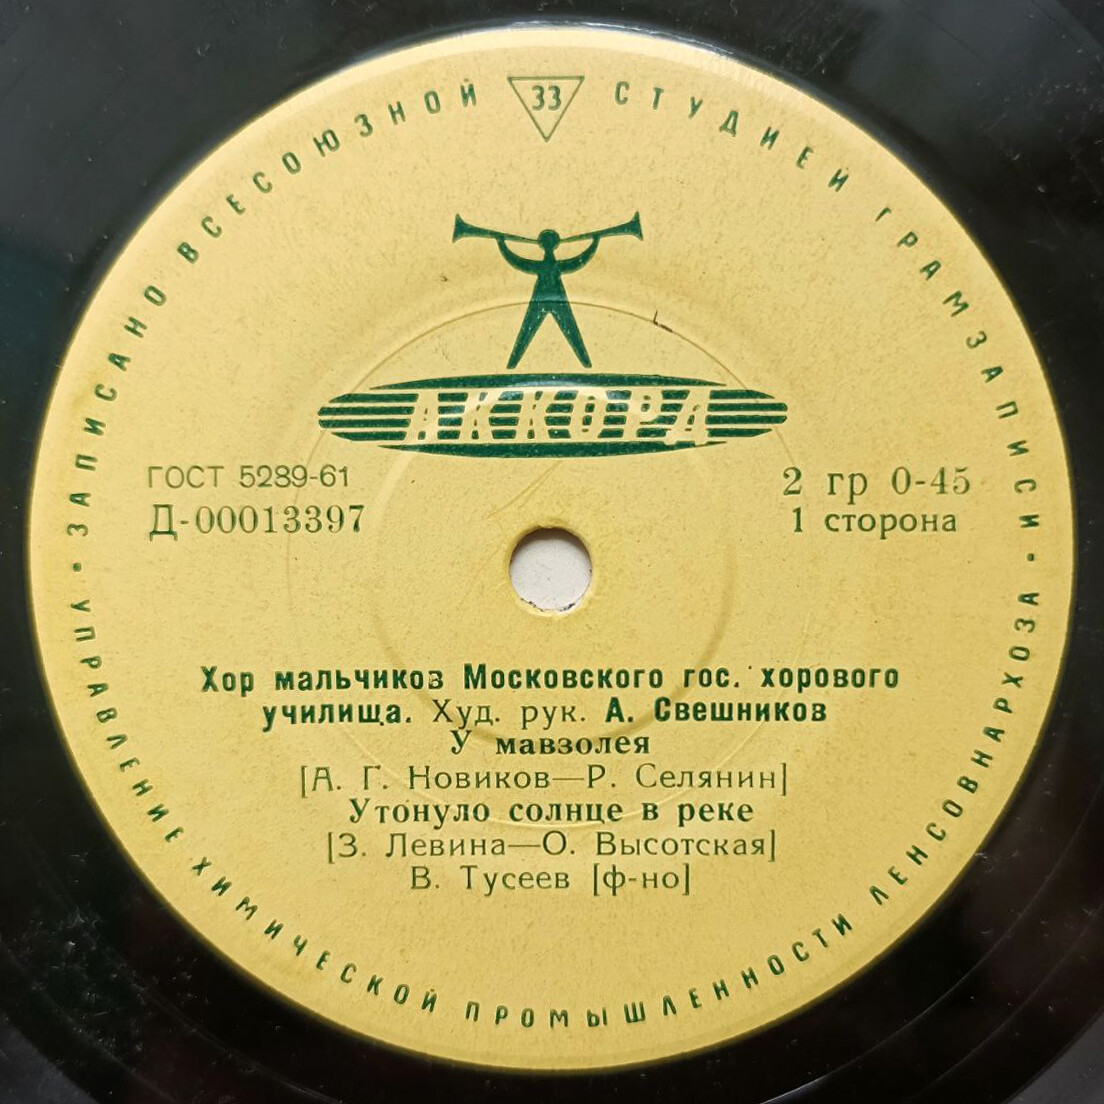 ЗАПИСАНО ВСЕСОЮЗНОЙ СТУДИЕЙ ГРАМЗАПИСИ
33
АККОРД
ГОСТ 5289-61
Д-00013397
2 гр 0-45
1 сторона
Хор мальчиков Московского гос. хорового
училища. Худ. рук. А. Свешников
У мавзолея
[А. Г. Новиков—Р. Селянин]
Утонуло солнце в реке
[З. Левина—О. Высотская]
В. Тусеев [ф-но]
• УПРАВЛЕНИЕ ХИМИЧЕСКОЙ ПРОМЫШЛЕННОСТИ ЛЕНСОВНАРХОЗА •